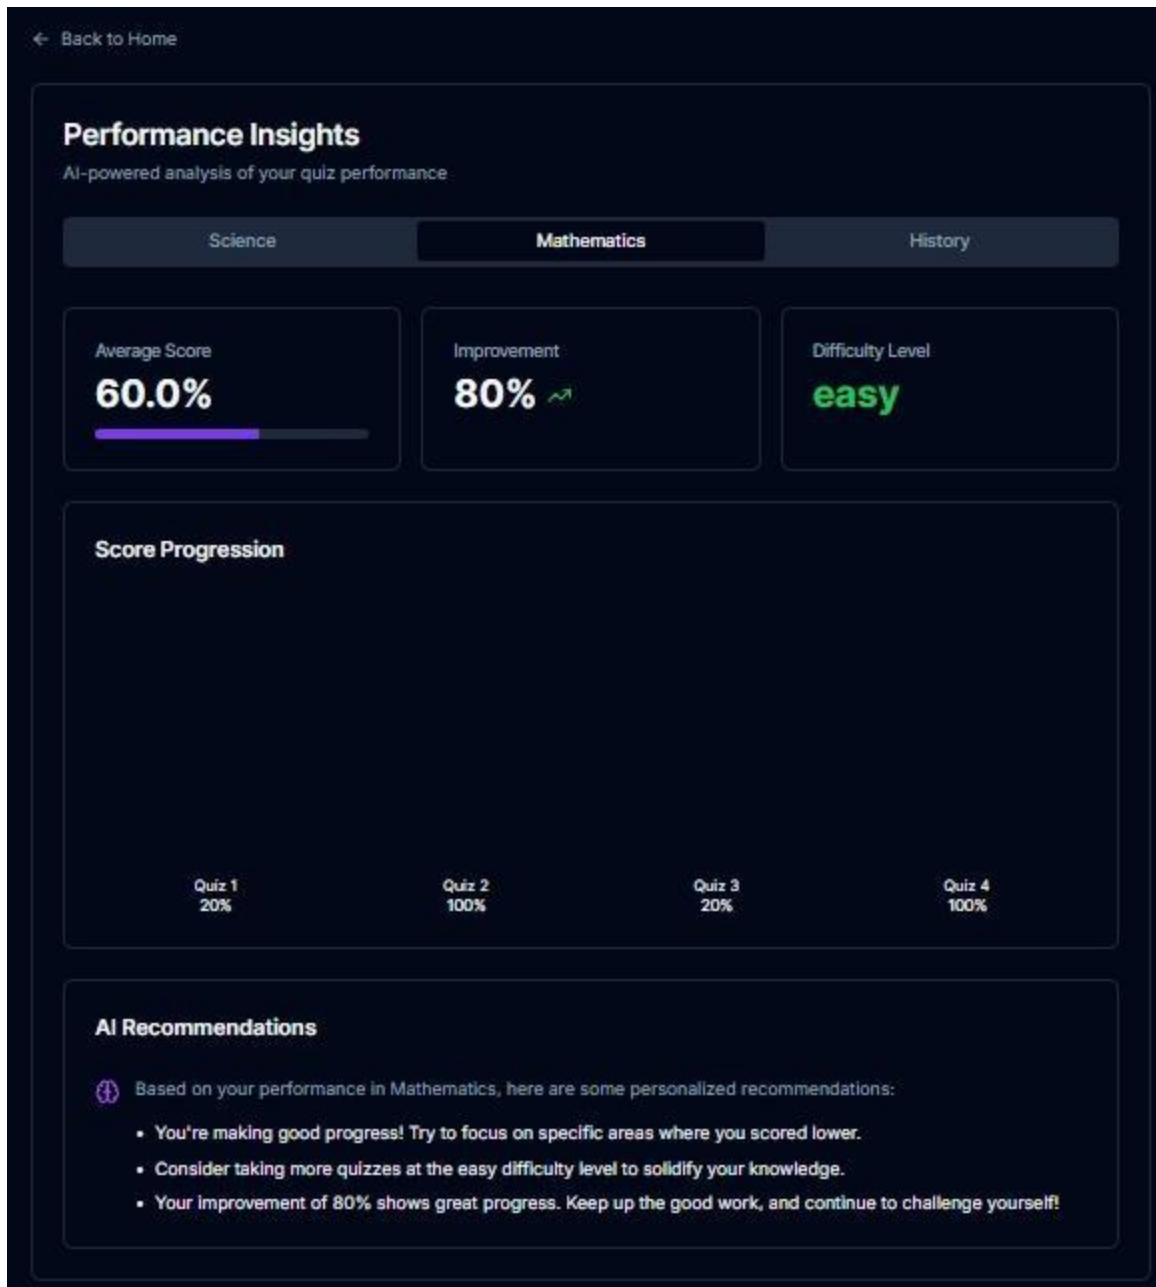 Back to Home
Performance Insights
AI-powered analysis of your quiz performance
Science Mathematics History
Average Score Improvement Difficulty Level
60.0% 80% easy
Score Progression
Quiz 1 Quiz 2 Quiz 3 Quiz 4
20% 100% 20% 100%
AI Recommendations
Based on your performance in Mathematics, here are some personalized recommendations:
• You're making good progress! Try to focus on specific areas where you scored lower.
• Consider taking more quizzes at the easy difficulty level to solidify your knowledge.
• Your improvement of 80% shows great progress. Keep up the good work, and continue to challenge yourself!